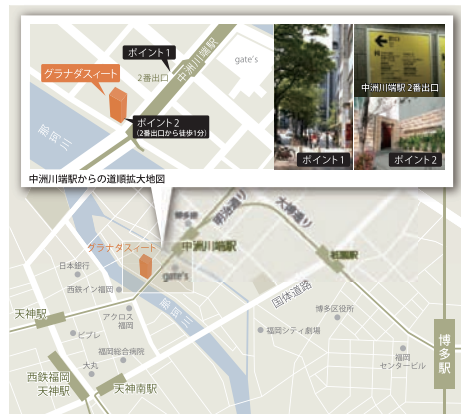 ポイント1
中洲川端駅
gate's
グラナダスィート
2番出口
ポイント2
(2番出口から徒歩1分)
那珂川
中洲川端駅 2番出口
ポイント1
ポイント2
中洲川端駅からの道順拡大地図
明治通り
大博通り
博多座
グラナダスィート
中洲川端駅
祇園駅
日本銀行
gate's
西鉄イン福岡
国体道路
那珂川
天神駅
アクロス
福岡
博多区役所
ビブレ
福岡シティ劇場
博多駅
福岡総合病院
大丸
福岡
センタービル
西鉄福岡
天神駅
天神南駅